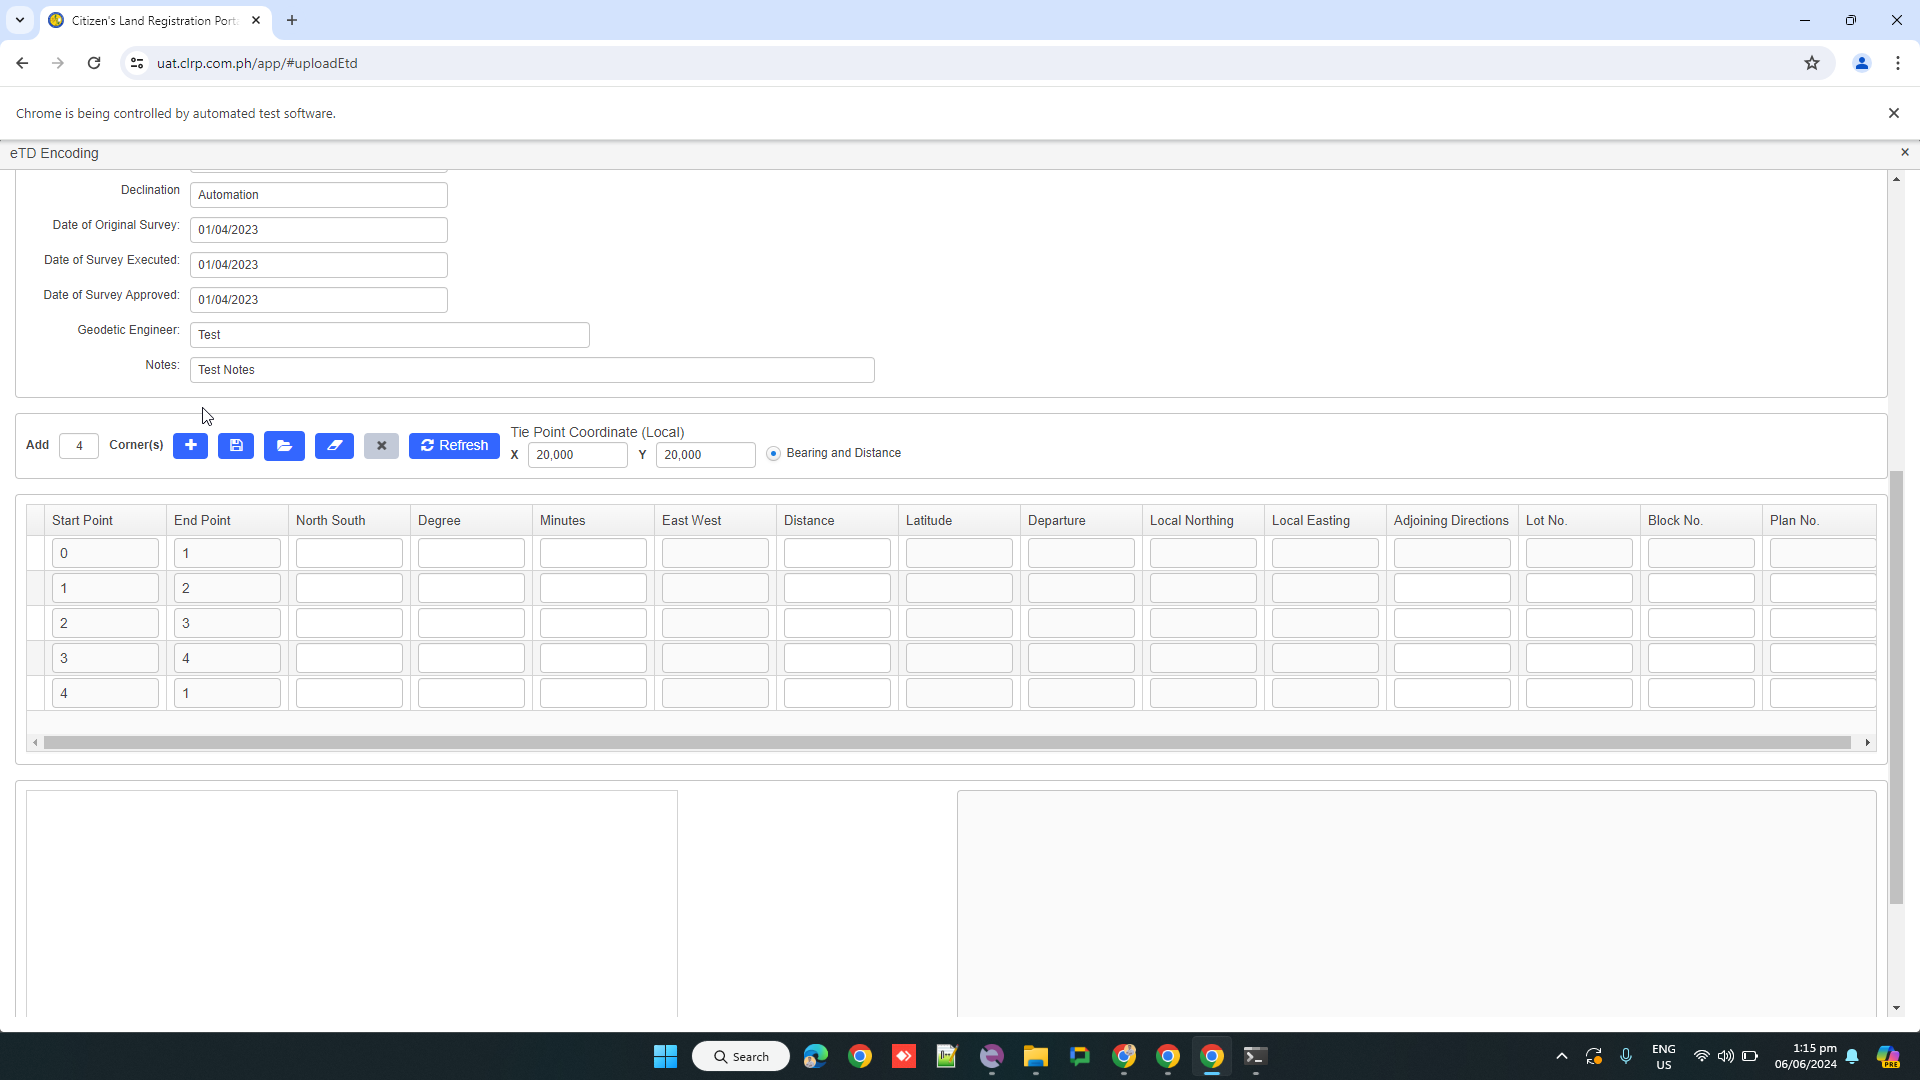 Citizen's Land Registration Port
uat.clrp.com.ph/app/#uploadEtd
Chrome is being controlled by automated test software.
eTD Encoding
Declination Automation
Date of Original Survey: 01/04/2023
Date of Survey Executed: 01/04/2023
Date of Survey Approved: 01/04/2023
Geodetic Engineer: Test
Notes: Test Notes
Add 4 Corner(s) Refresh
Tie Point Coordinate (Local)
X 20,000 Y 20,000 Bearing and Distance
Start Point End Point North South Degree Minutes East West Distance Latitude Departure Local Northing Local Easting Adjoining Directions Lot No. Block No. Plan No.
0 1
1 2
2 3
3 4
4 1
Search
ENG
US
1:15 pm
06/06/2024
PRE